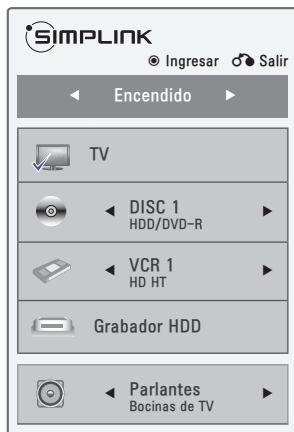 SIMPLINK
Ingresar Salir
Encendido
TV
DISC 1
HDD/DVD-R
VCR 1
HD HT
Grabador HDD
Parlantes
Bocinas de TV